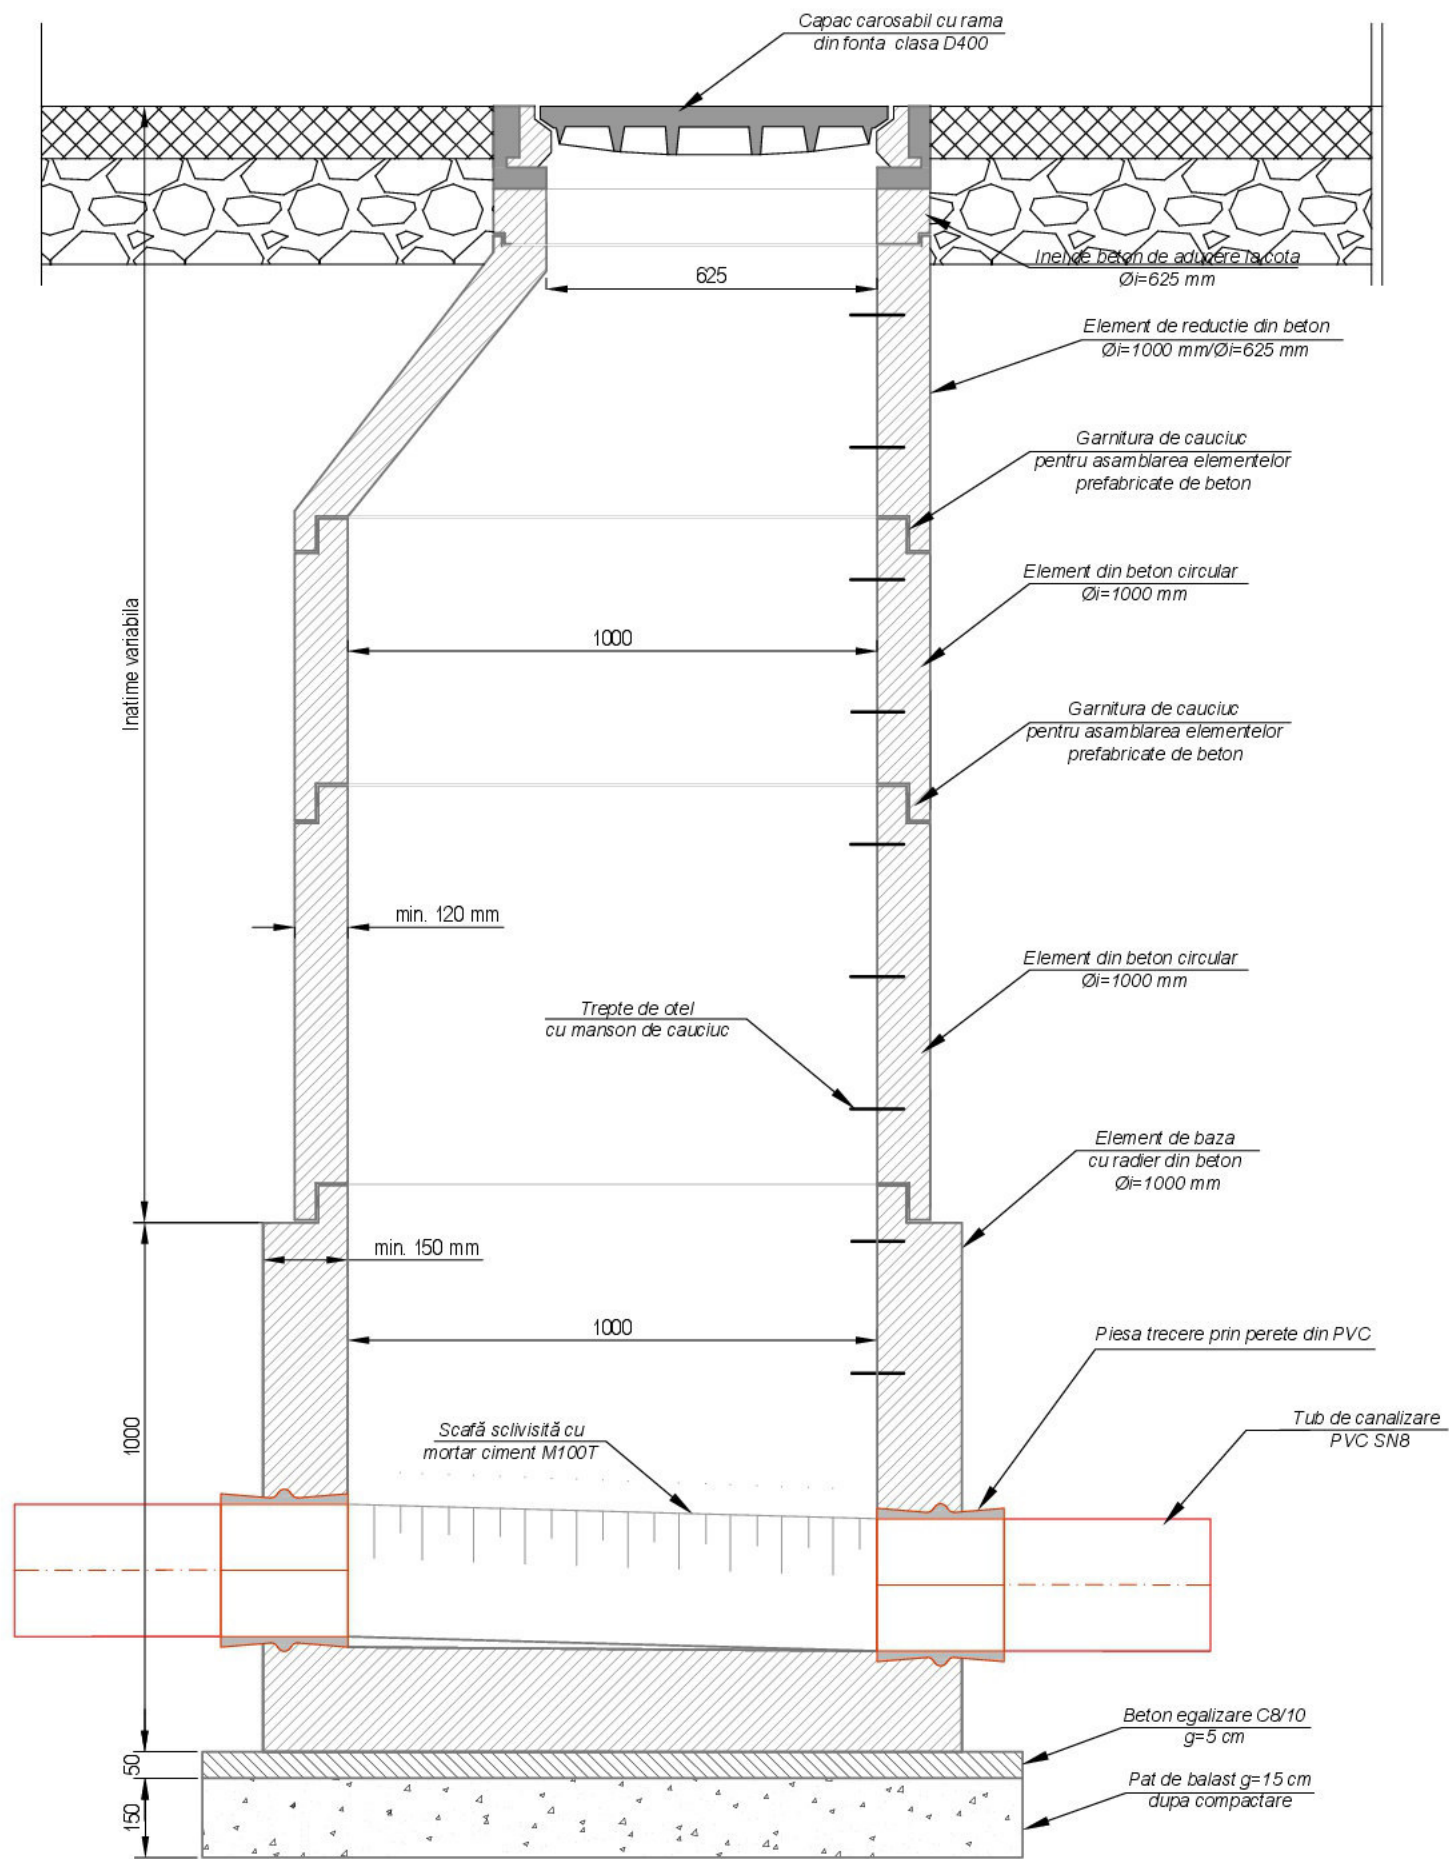 Capac carosabil cu rama
din fonta clasa D400
625
Inel de beton de aducere la cota
Øi=625 mm
Element de reductie din beton
Øi=1000 mm/Øi=625 mm
Garnitura de cauciuc
pentru asamblarea elementelor
prefabricate de beton
Element din beton circular
Øi=1000 mm
Inatime variabila
1000
Garnitura de cauciuc
pentru asamblarea elementelor
prefabricate de beton
min. 120 mm
Element din beton circular
Øi=1000 mm
Trepte de otel
cu manson de cauciuc
Element de baza
cu radier din beton
Øi=1000 mm
min. 150 mm
1000
Piesa trecere prin perete din PVC
1000
Scafă sclivisită cu
mortar ciment M100T
Tub de canalizare
PVC SN8
Beton egalizare C8/10
g=5 cm
50
Pat de balast g=15 cm
dupa compactare
150